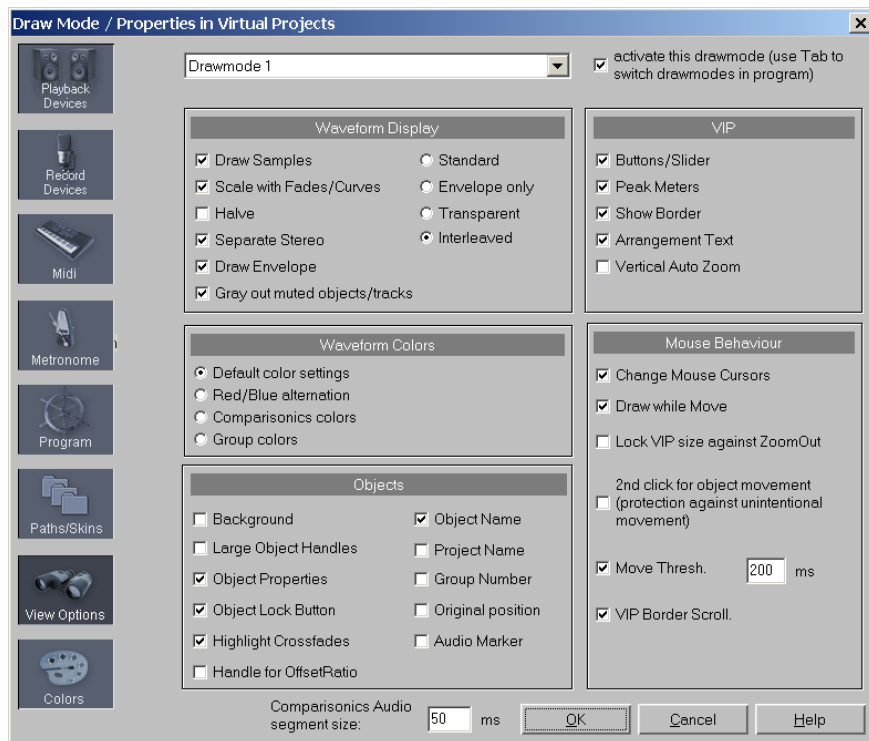 Draw Mode / Properties in Virtual Projects
Playback
Devices
Record
Devices
Midi
Metronome
Program
Paths/Skins
View Options
Colors
Drawmode 1
activate this drawmode (use Tab to
switch drawmodes in program)
Waveform Display
Draw Samples
Scale with Fades/Curves
Halve
Separate Stereo
Draw Envelope
Gray out muted objects/tracks
Standard
Envelope only
Transparent
Interleaved
VIP
Buttons/Slider
Peak Meters
Show Border
Arrangement Text
Vertical Auto Zoom
Waveform Colors
Default color settings
Red/Blue alternation
Comparisonics colors
Group colors
Mouse Behaviour
Change Mouse Cursors
Draw while Move
Lock VIP size against ZoomOut
2nd click for object movement
(protection against unintentional
movement)
Move Thresh. 200 ms
VIP Border Scroll.
Objects
Background
Large Object Handles
Object Properties
Object Lock Button
Highlight Crossfades
Handle for OffsetRatio
Object Name
Project Name
Group Number
Original position
Audio Marker
Comparisonics Audio
segment size: 50 ms
OK
Cancel
Help